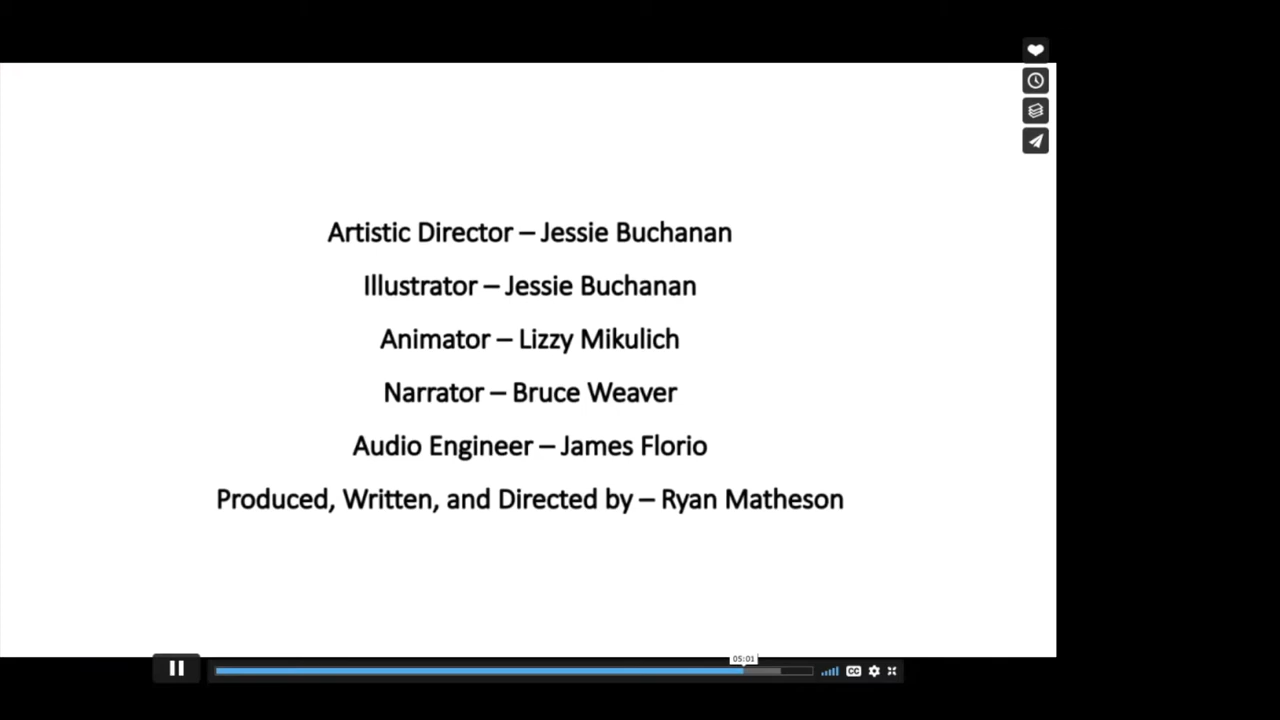 Artistic Director – Jessie Buchanan
Illustrator – Jessie Buchanan
Animator – Lizzy Mikulich
Narrator – Bruce Weaver
Audio Engineer – James Florio
Produced, Written, and Directed by – Ryan Matheson
05:01
CC